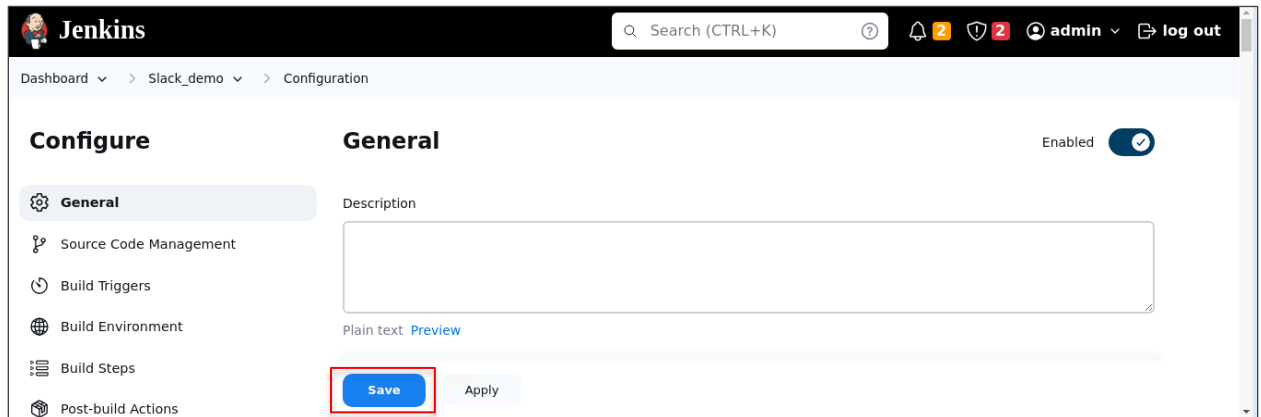 Jenkins
Search (CTRL+K)
2
2
admin
log out
Dashboard
Slack_demo
Configuration
Configure
General
Source Code Management
Build Triggers
Build Environment
Build Steps
Post-build Actions
General
Enabled
Description
Plain text Preview
Save
Apply